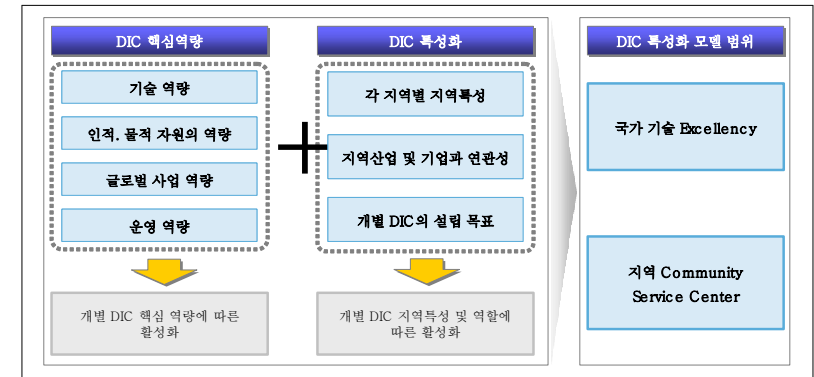 DIC 핵심역량
기술 역량
인적. 물적 자원의 역량
글로벌 사업 역량
운영 역량
개별 DIC 핵심 역량에 따른
활성화
+
DIC 특성화
각 지역별 지역특성
지역산업 및 기업과 연관성
개별 DIC의 설립 목표
개별 DIC 지역특성 및 역할에
따른 활성화
DIC 특성화 모델 범위
국가 기술 Excellency
지역 Community
Service Center